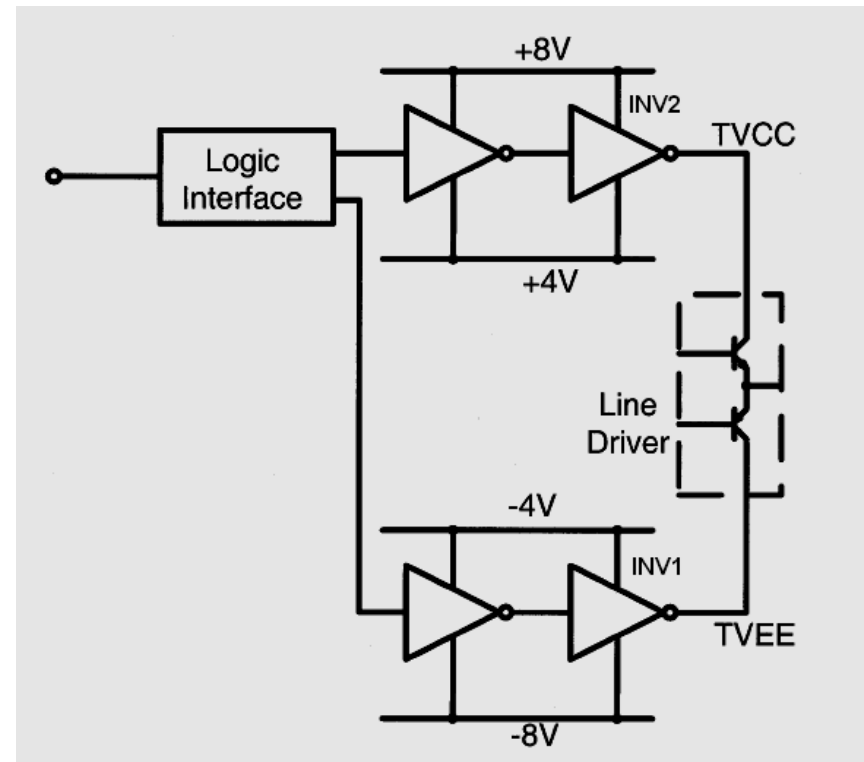 +8V
INV2
TVCC
Logic
Interface
+4V
Line
Driver
-4V
INV1
TVEE
-8V